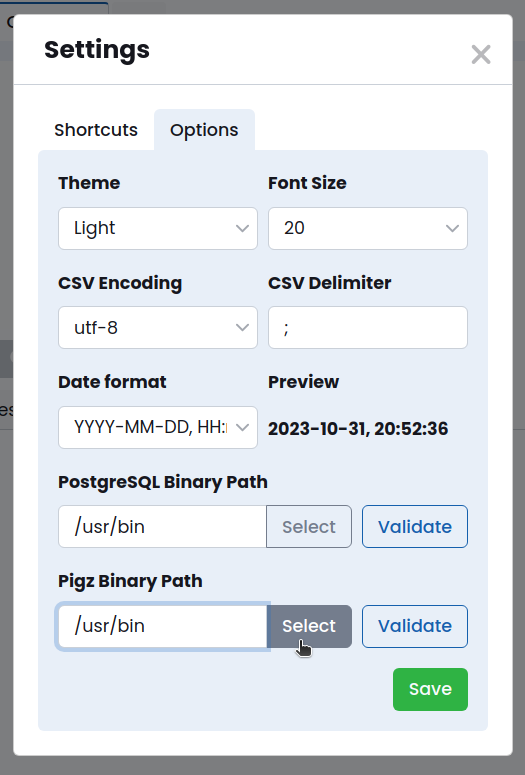 Settings
Shortcuts Options
Theme Font Size
Light 20
CSV Encoding CSV Delimiter
utf-8 ;
Date format Preview
YYYY-MM-DD, HH: 2023-10-31, 20:52:36
PostgreSQL Binary Path
/usr/bin Select Validate
Pigz Binary Path
/usr/bin Select Validate
Save